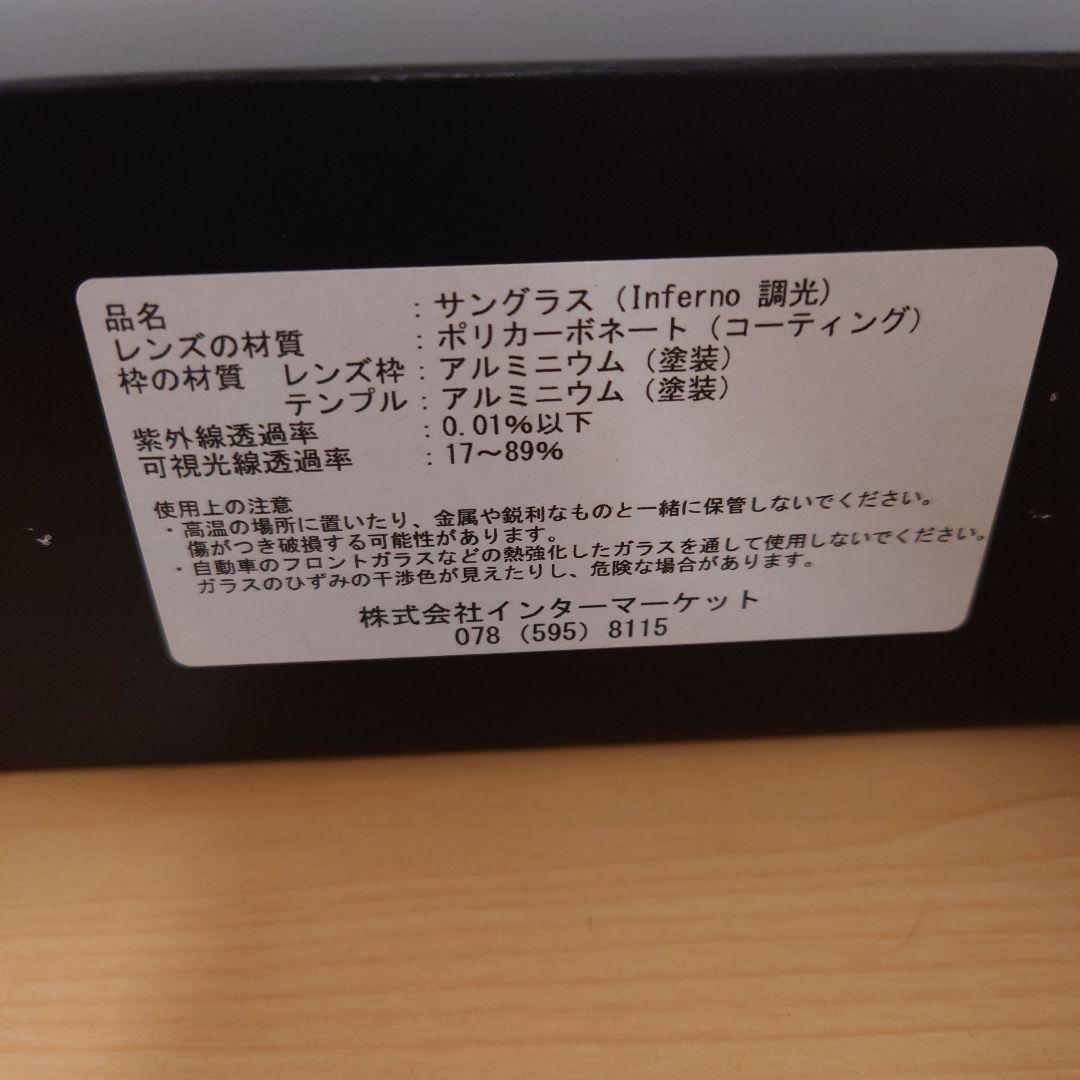 品名 : サングラス (Inferno 調光)
レンズの材質 : ポリカーボネート (コーティング)
枠の材質 レンズ枠 : アルミニウム (塗装)
テンプル : アルミニウム (塗装)
紫外線透過率 : 0.01%以下
可視光線透過率 : 17〜89%
使用上の注意
・高温の場所に置いたり、金属や鋭利なものと一緒に保管しないでください。
傷がつき破損する可能性があります。
・自動車のフロントガラスなどの熱強化したガラスを通して使用しないでください。
ガラスのひずみの干渉色が見えたりし、危険な場合があります。
株式会社インターマーケット
078 (595) 8115